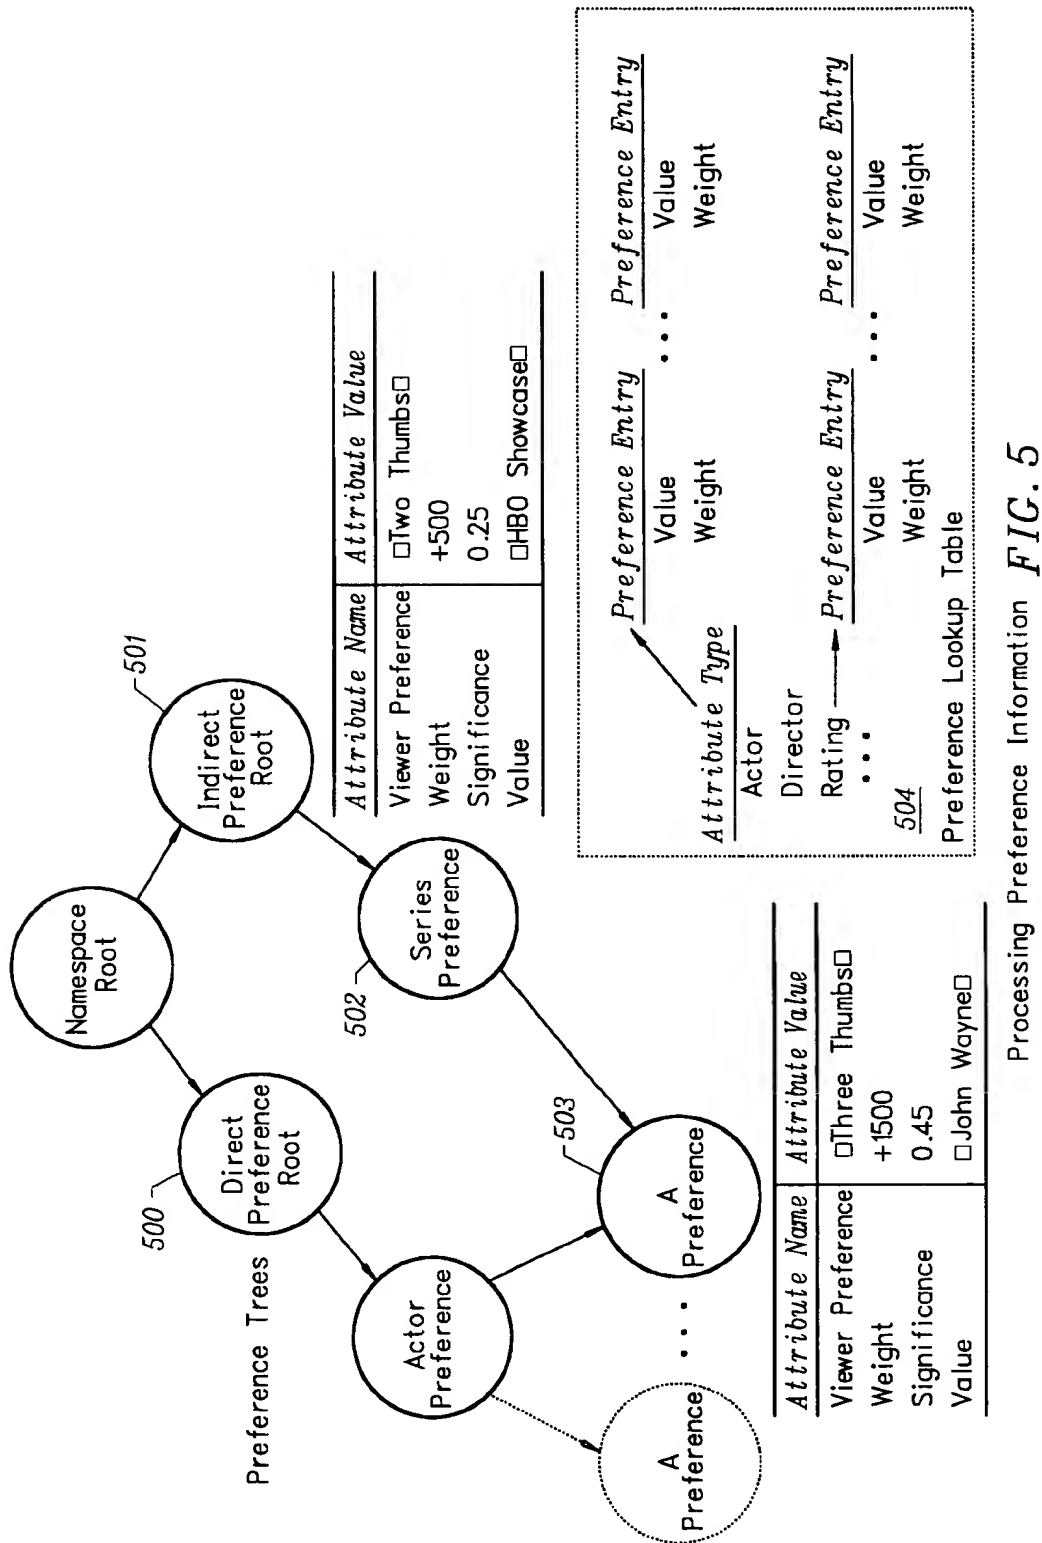 Preference Trees
Namespace
Root
500
Direct
Preference
Root
501
Indirect
Preference
Root
Actor
Preference
502
Series
Preference
A
Preference
• • •
503
A
Preference
Attribute Name Attribute Value
Viewer Preference □Two Thumbs□
Weight +500
Significance 0.25
Value □HBO Showcase□
Attribute Name Attribute Value
Viewer Preference □Three Thumbs□
Weight +1500
Significance 0.45
Value □John Wayne□
Attribute Type
Actor
Director
Rating
• • •
Preference Entry • • • Preference Entry
Value Value
Weight Weight
Preference Entry • • • Preference Entry
Value Value
Weight Weight
504
Preference Lookup Table
Processing Preference Information FIG. 5